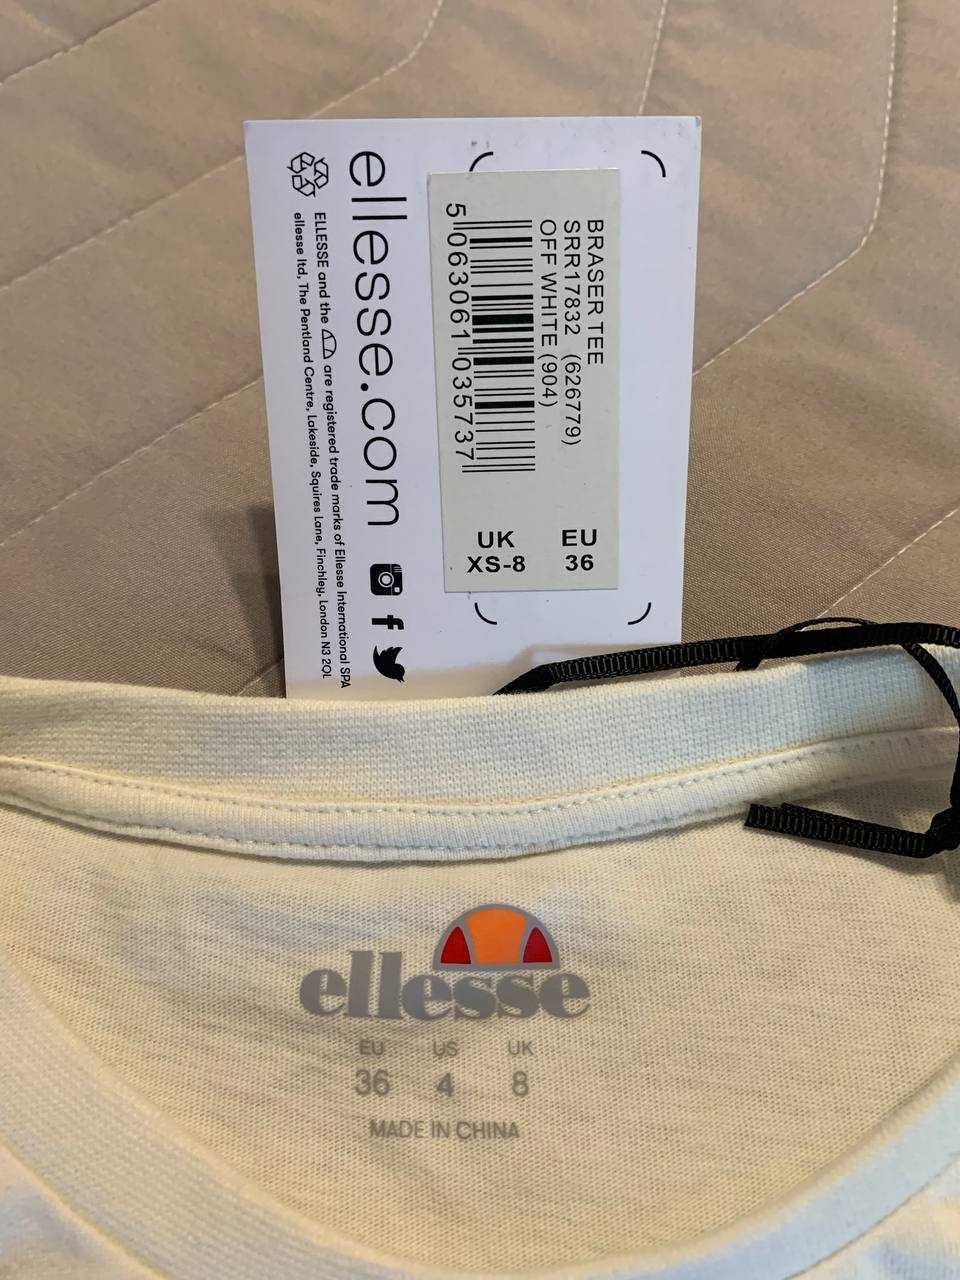 BRASER TEE
SRR17832 (626779)
OFF WHITE (904)
5 063061 035737
UK EU
XS-8 36
ellesse.com
ELLESSE and the are registered trade marks of Ellesse International SPA
ellesse ltd, The Pentland Centre, Lakeside, Squires Lane, Finchley, London N3 2QL
ellesse
EU US UK
36 4 8
MADE IN CHINA